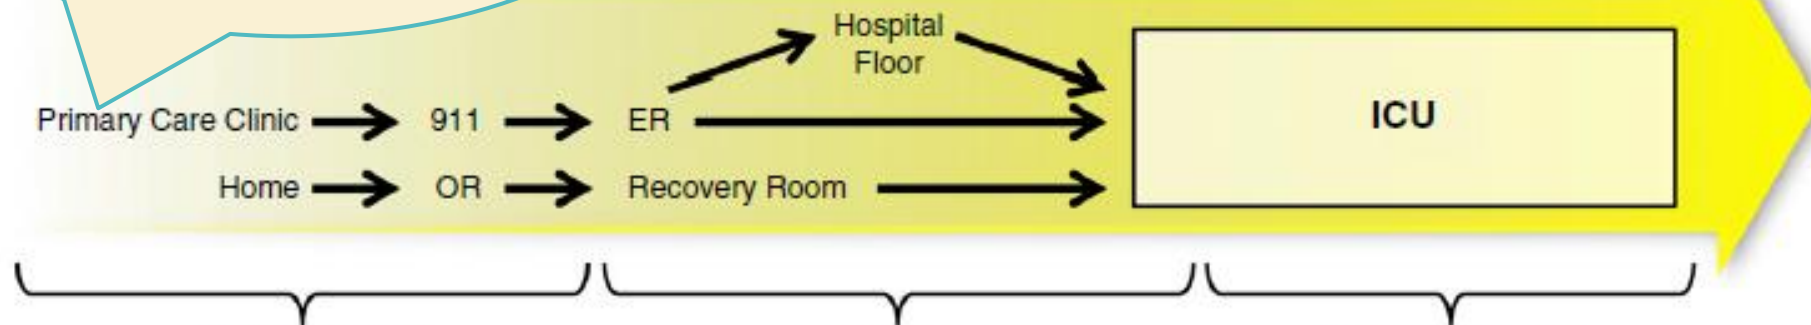 Hospital
Floor
Primary Care Clinic 911 ER
ICU
Home OR Recovery Room